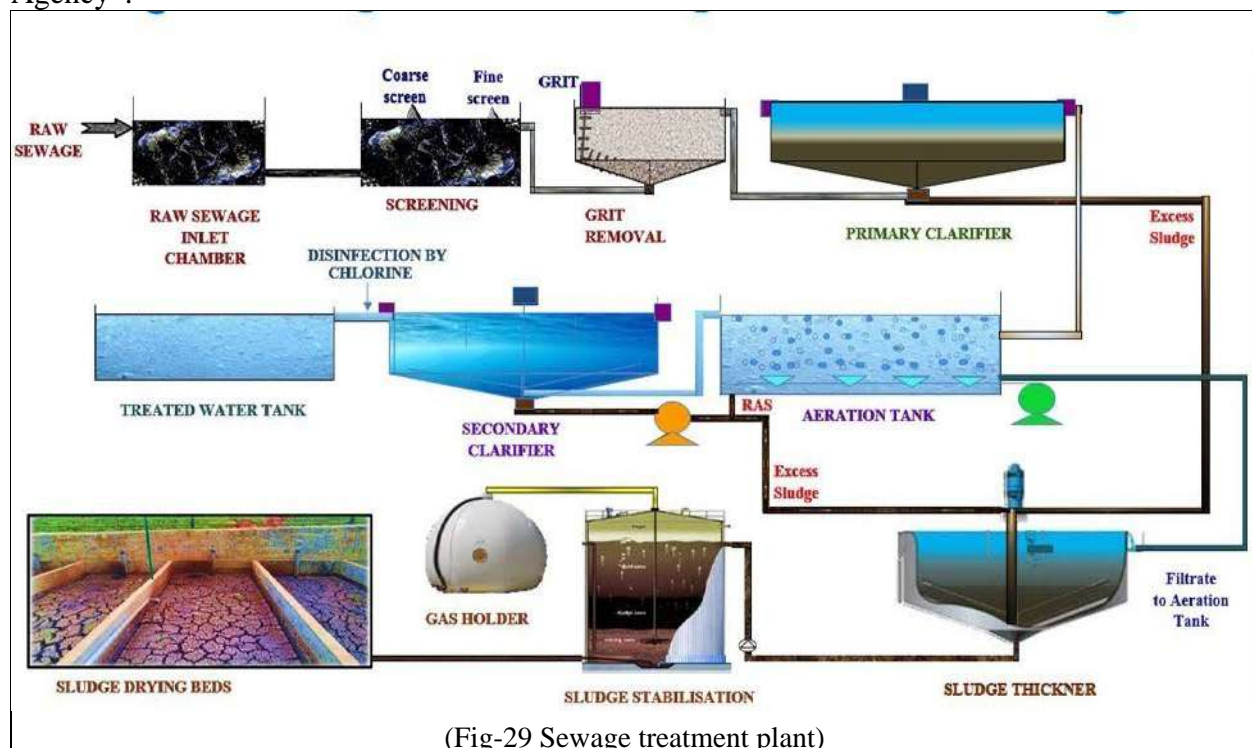 Agency".
Coarse
screen
Fine
screen
GRIT
RAW
SEWAGE
RAW SEWAGE
INLET
CHAMBER
SCREENING
GRIT
REMOVAL
PRIMARY CLARIFIER
Excess
Sludge
DISINFECTION BY
CHLORINE
TREATED WATER TANK
SECONDARY
CLARIFIER
RAS
AERATION TANK
Excess
Sludge
GAS HOLDER
SLUDGE STABILISATION
SLUDGE THICKNER
Filtrate
to Aeration
Tank
SLUDGE DRYING BEDS
(Fig-29 Sewage treatment plant)